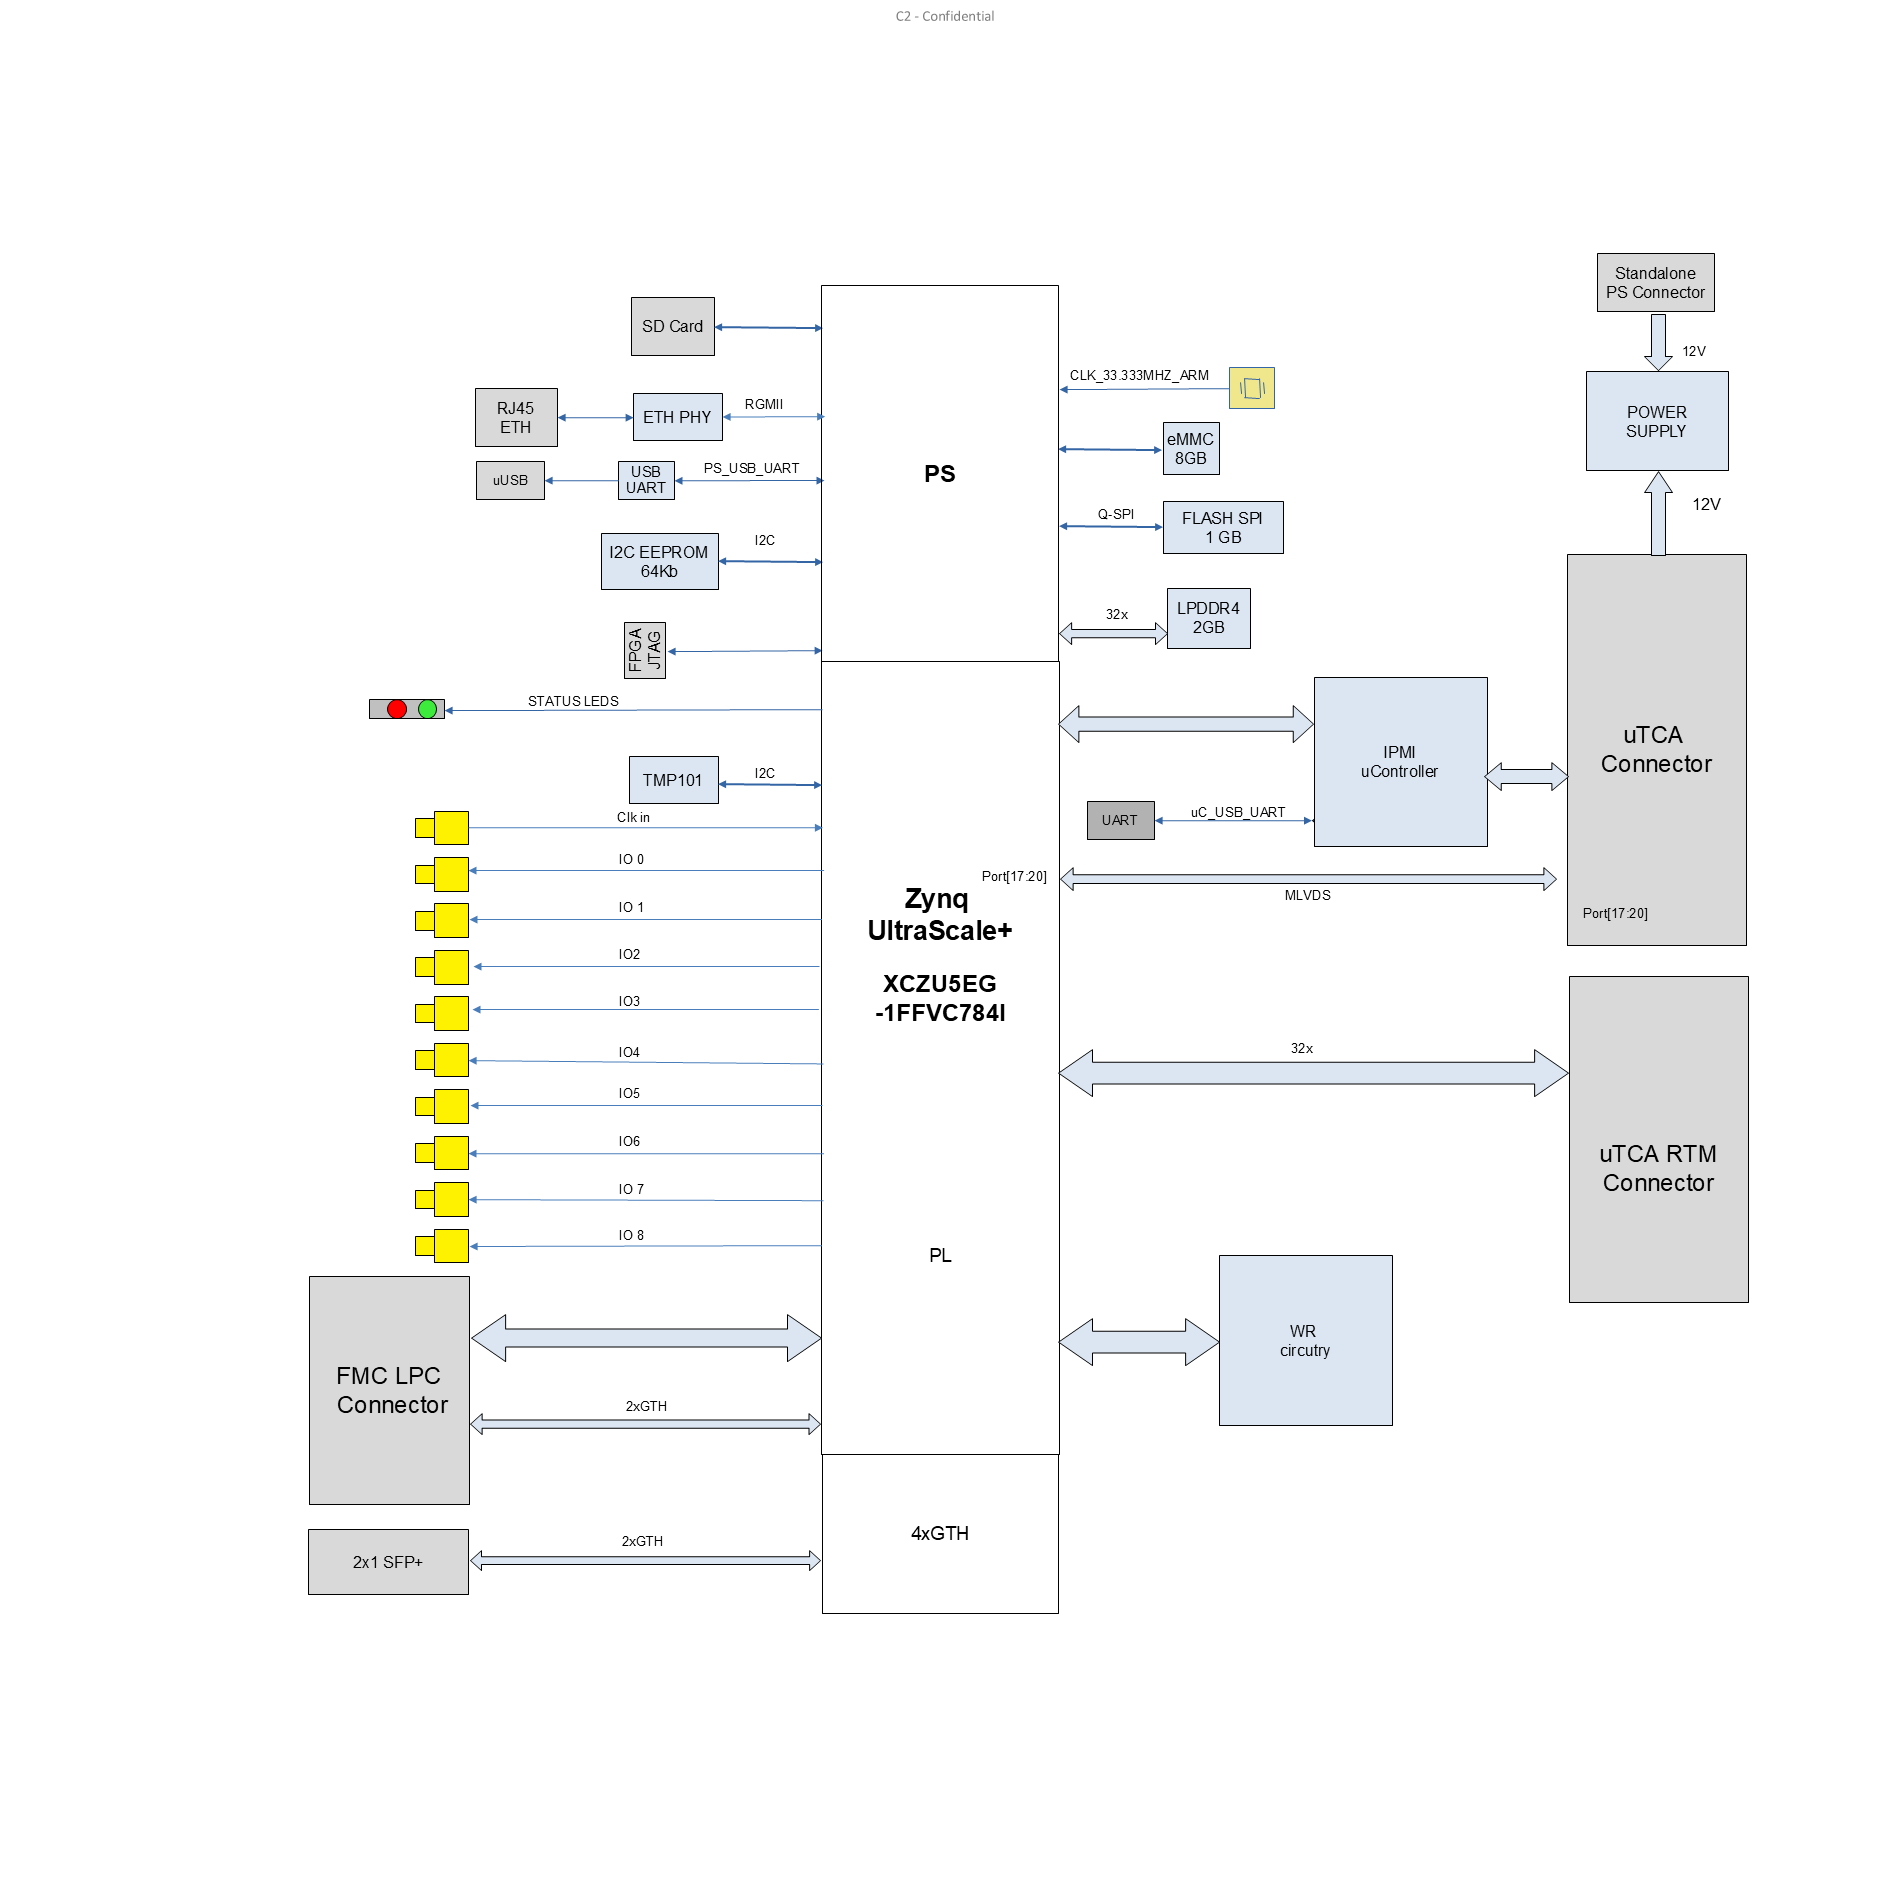 C2 - Confidential
Standalone
PS Connector
12V
POWER
SUPPLY
12V
SD Card
RJ45
ETH
ETH PHY
RGMII
uUSB
USB
UART
PS_USB_UART
I2C EEPROM
64Kb
I2C
FPGA
JTAG
STATUS LEDS
TMP101
I2C
Clk in
IO 0
IO 1
IO2
IO3
IO4
IO5
IO6
IO 7
IO 8
FMC LPC
Connector
2xGTH
2x1 SFP+
2xGTH
PS
Port[17:20]
Zynq
UltraScale+
XCZU5EG
-1FFVC784I
PL
4xGTH
CLK_33.333MHZ_ARM
eMMC
8GB
Q-SPI
FLASH SPI
1 GB
32x
LPDDR4
2GB
IPMI
uController
UART
uC_USB_UART
MLVDS
uTCA
Connector
Port[17:20]
32x
uTCA RTM
Connector
WR
circutry